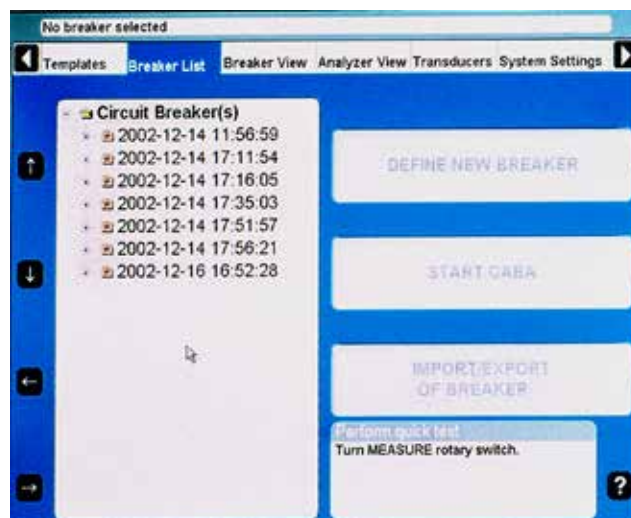 No breaker selected
Templates Breaker List Breaker View Analyzer View Transducers System Settings
Circuit Breaker(s)
2002-12-14 11:56:59
2002-12-14 17:11:54
2002-12-14 17:16:05
2002-12-14 17:35:03
2002-12-14 17:51:57
2002-12-14 17:56:21
2002-12-16 16:52:28
DEFINE NEW BREAKER
START CABA
IMPORT/EXPORT
OF BREAKER
Perform quick test
Turn MEASURE rotary switch.
?